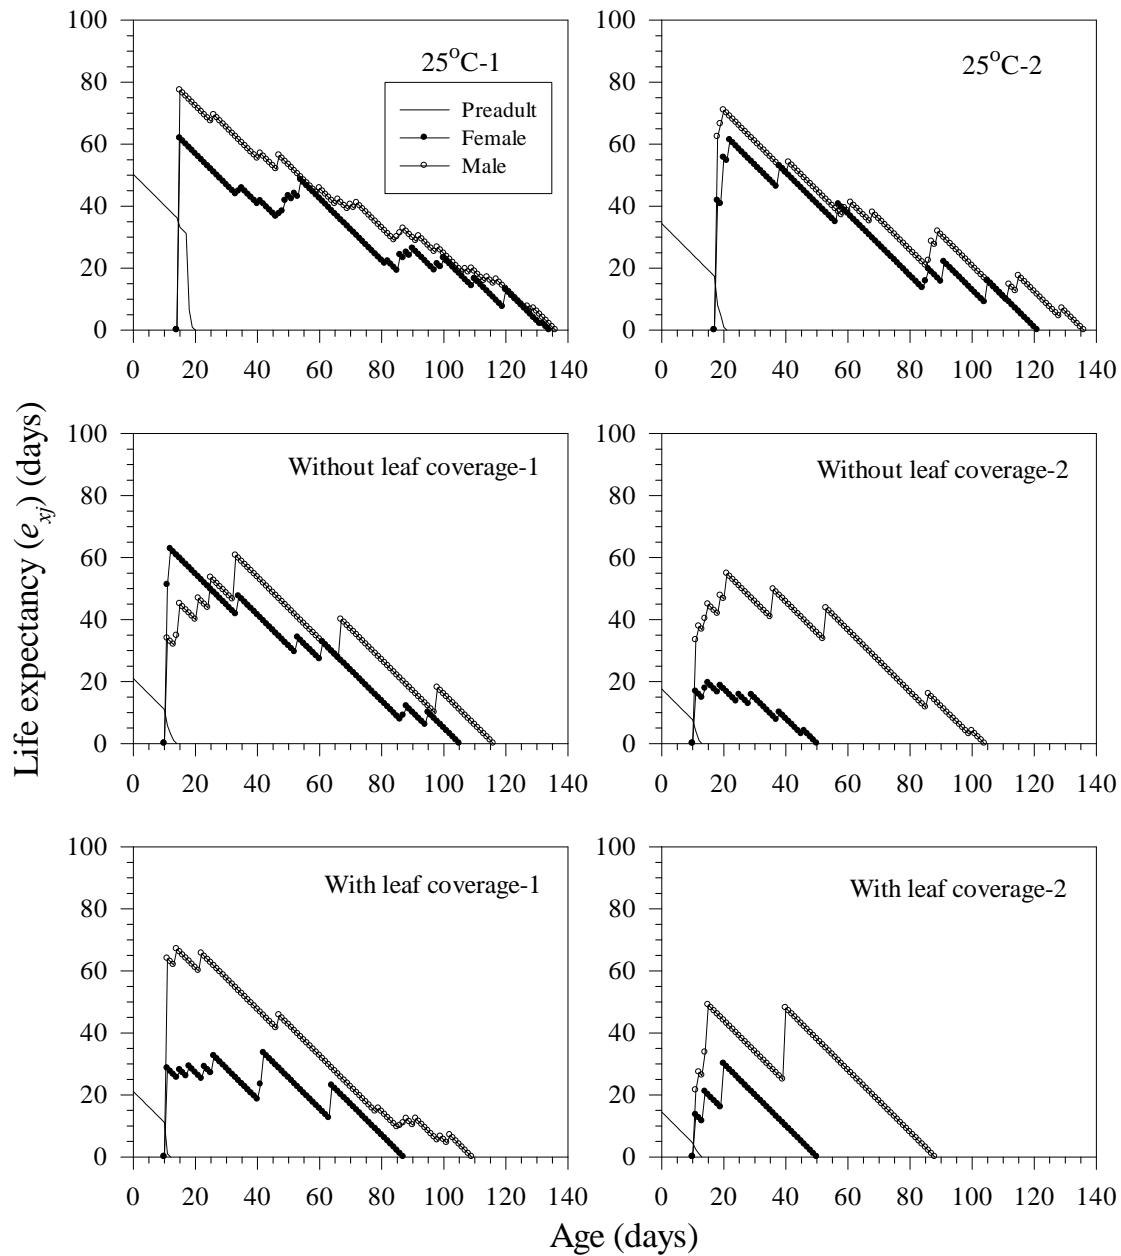 100
80
60
40
20
0
0 20 40 60 80 100 120 140
25°C-1
Preadult
Female
Male
100
80
60
40
20
0
0 20 40 60 80 100 120 140
25°C-2
100
80
60
40
20
0
0 20 40 60 80 100 120 140
Without leaf coverage-1
100
80
60
40
20
0
0 20 40 60 80 100 120 140
Without leaf coverage-2
100
80
60
40
20
0
0 20 40 60 80 100 120 140
With leaf coverage-1
100
80
60
40
20
0
0 20 40 60 80 100 120 140
With leaf coverage-2
Life expectancy (e_xj) (days)
Age (days)